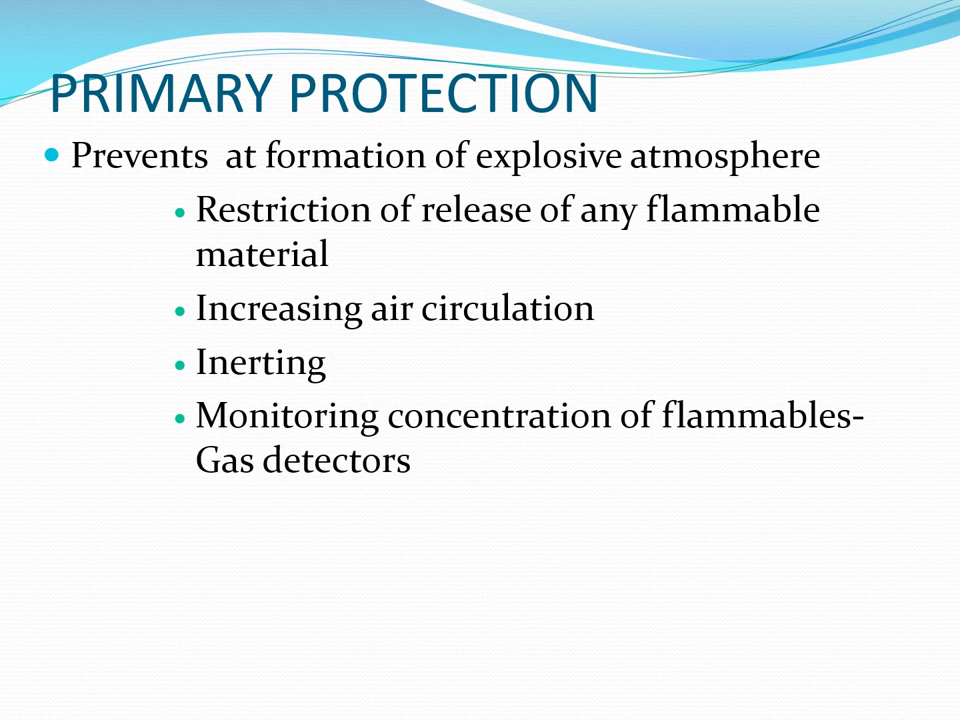 PRIMARY PROTECTION
• Prevents  at formation of explosive atmosphere
• Restriction of release of any flammable
material
• Increasing air circulation
• Inerting
• Monitoring concentration of flammables-
Gas detectors